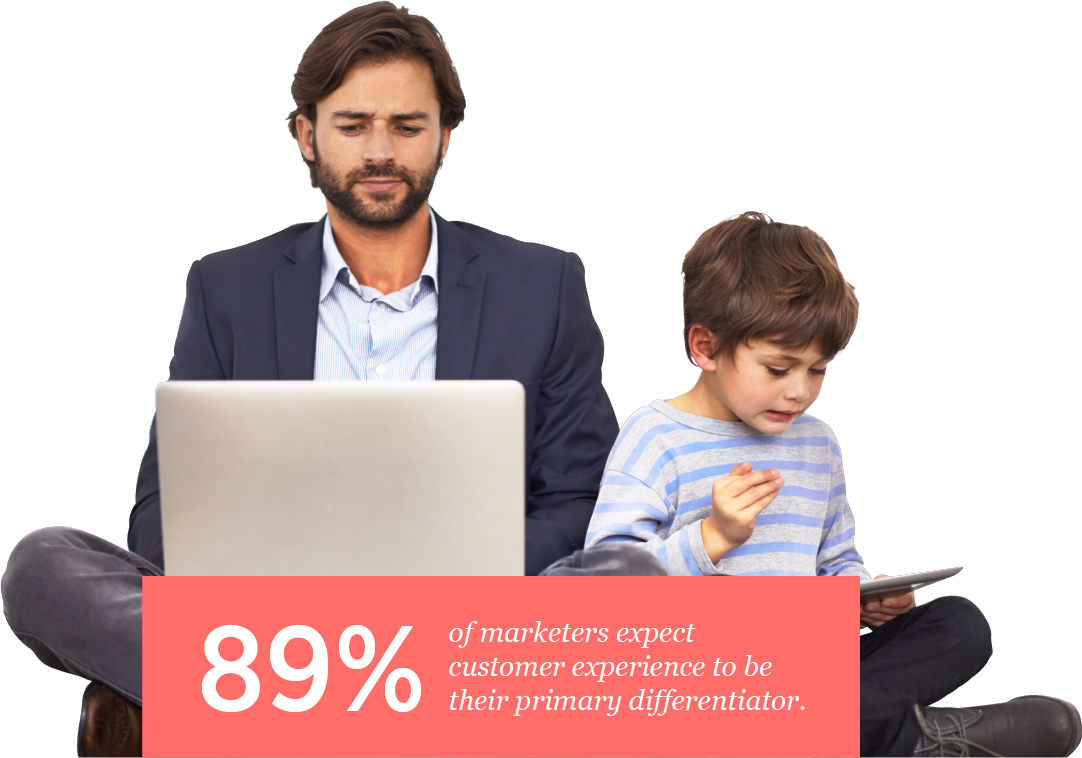 89%
of marketers expect
customer experience to be
their primary differentiator.